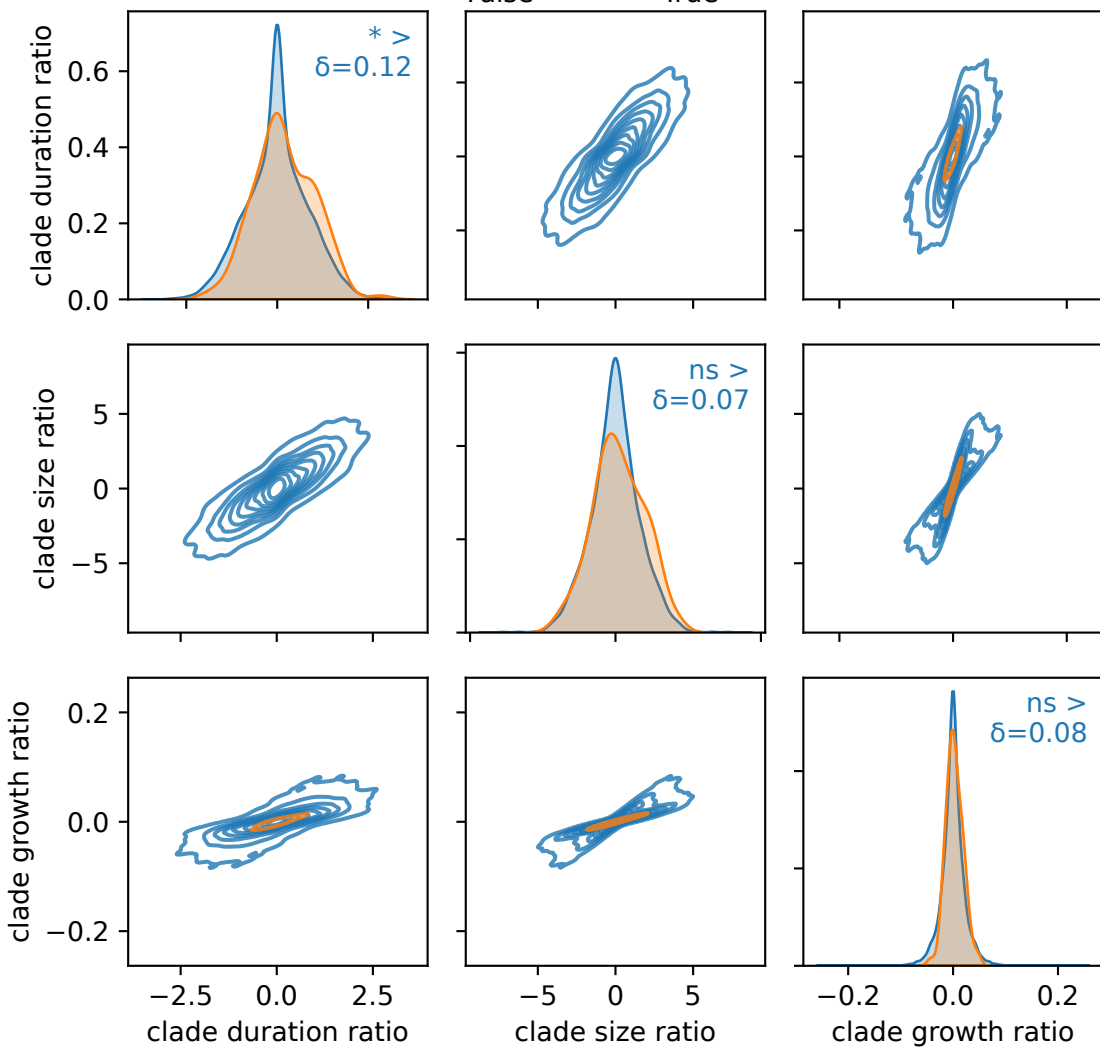 clade duration ratio
0.6
0.4
0.2
0.0
* >
δ=0.12
clade size ratio
5
0
−5
ns >
δ=0.07
clade growth ratio
0.2
0.0
−0.2
ns >
δ=0.08
−2.5 0.0 2.5
−5 0 5
−0.2 0.0 0.2
clade duration ratio
clade size ratio
clade growth ratio